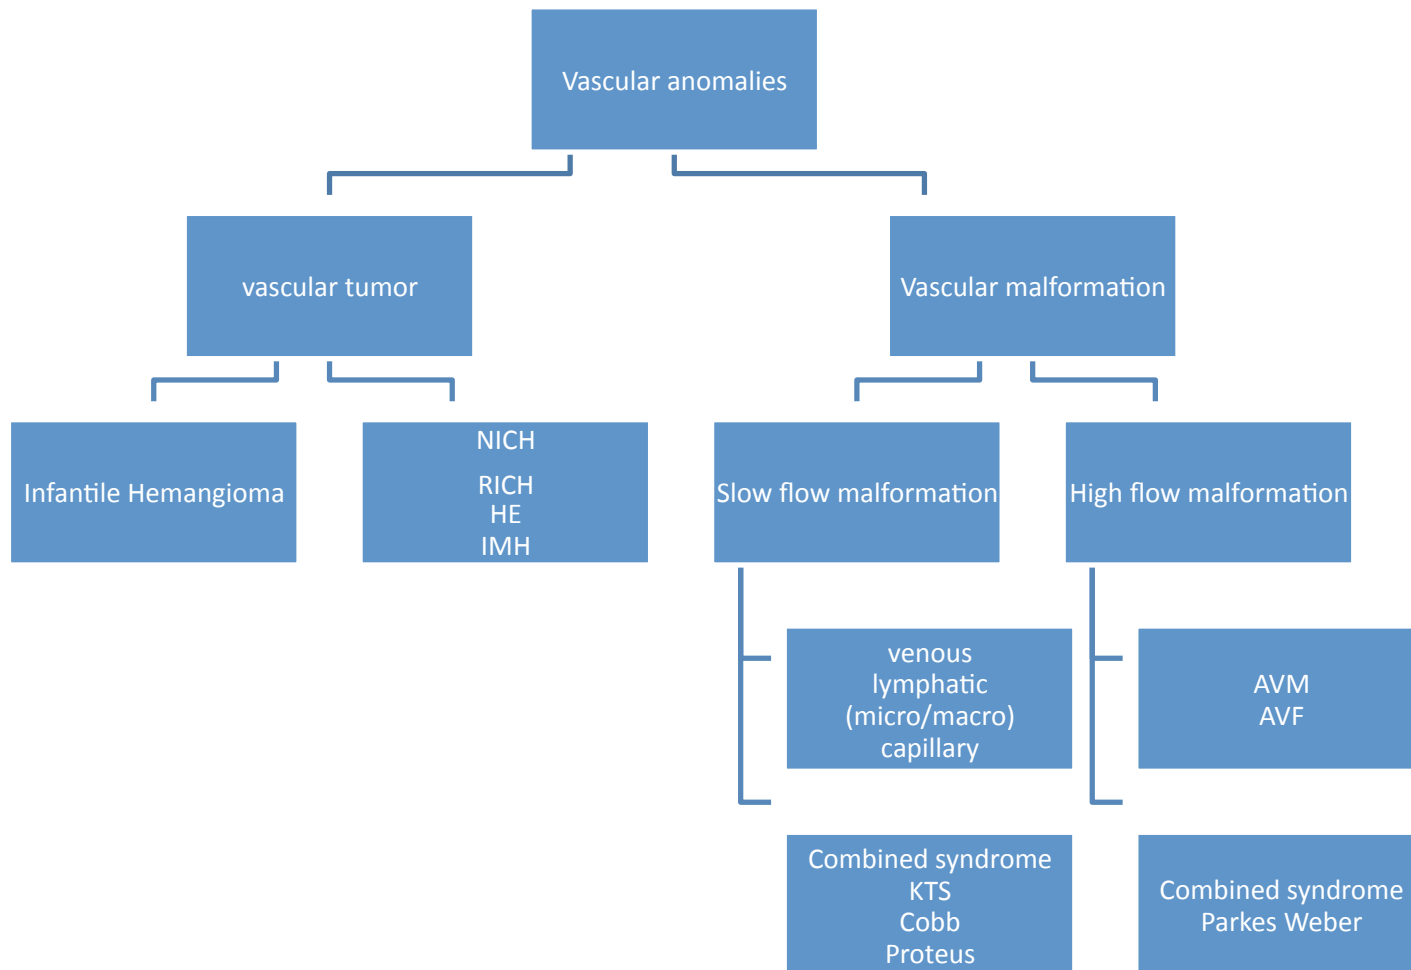 Vascular anomalies
vascular tumor
Vascular malformation
Infantile Hemangioma
NICH
RICH
HE
IMH
Slow flow malformation
High flow malformation
venous
lymphatic
(micro/macro)
capillary
AVM
AVF
Combined syndrome
KTS
Cobb
Proteus
Combined syndrome
Parkes Weber